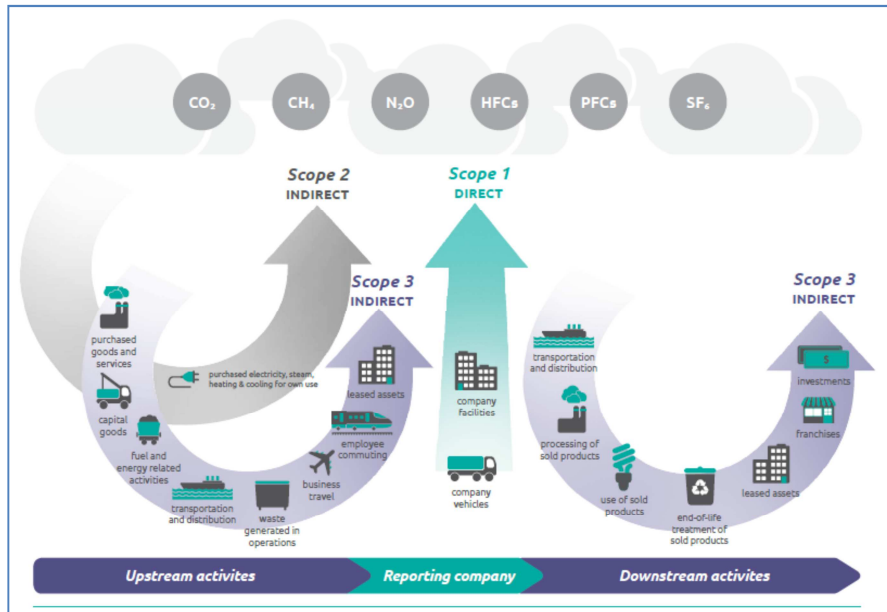 CO₂
CH₄
N₂O
HFCs
PFCs
SF₆
Scope 2
INDIRECT
Scope 1
DIRECT
Scope 3
INDIRECT
Scope 3
INDIRECT
purchased
goods and
services
capital
goods
fuel and
energy related
activities
transportation
and distribution
waste
generated in
operations
business
travel
employee
commuting
leased assets
purchased electricity, steam,
heating & cooling for own use
company
facilities
company
vehicles
transportation
and distribution
processing of
sold products
use of sold
products
end-of-life
treatment of
sold products
leased assets
franchises
investments
$
Upstream activites
Reporting company
Downstream activites